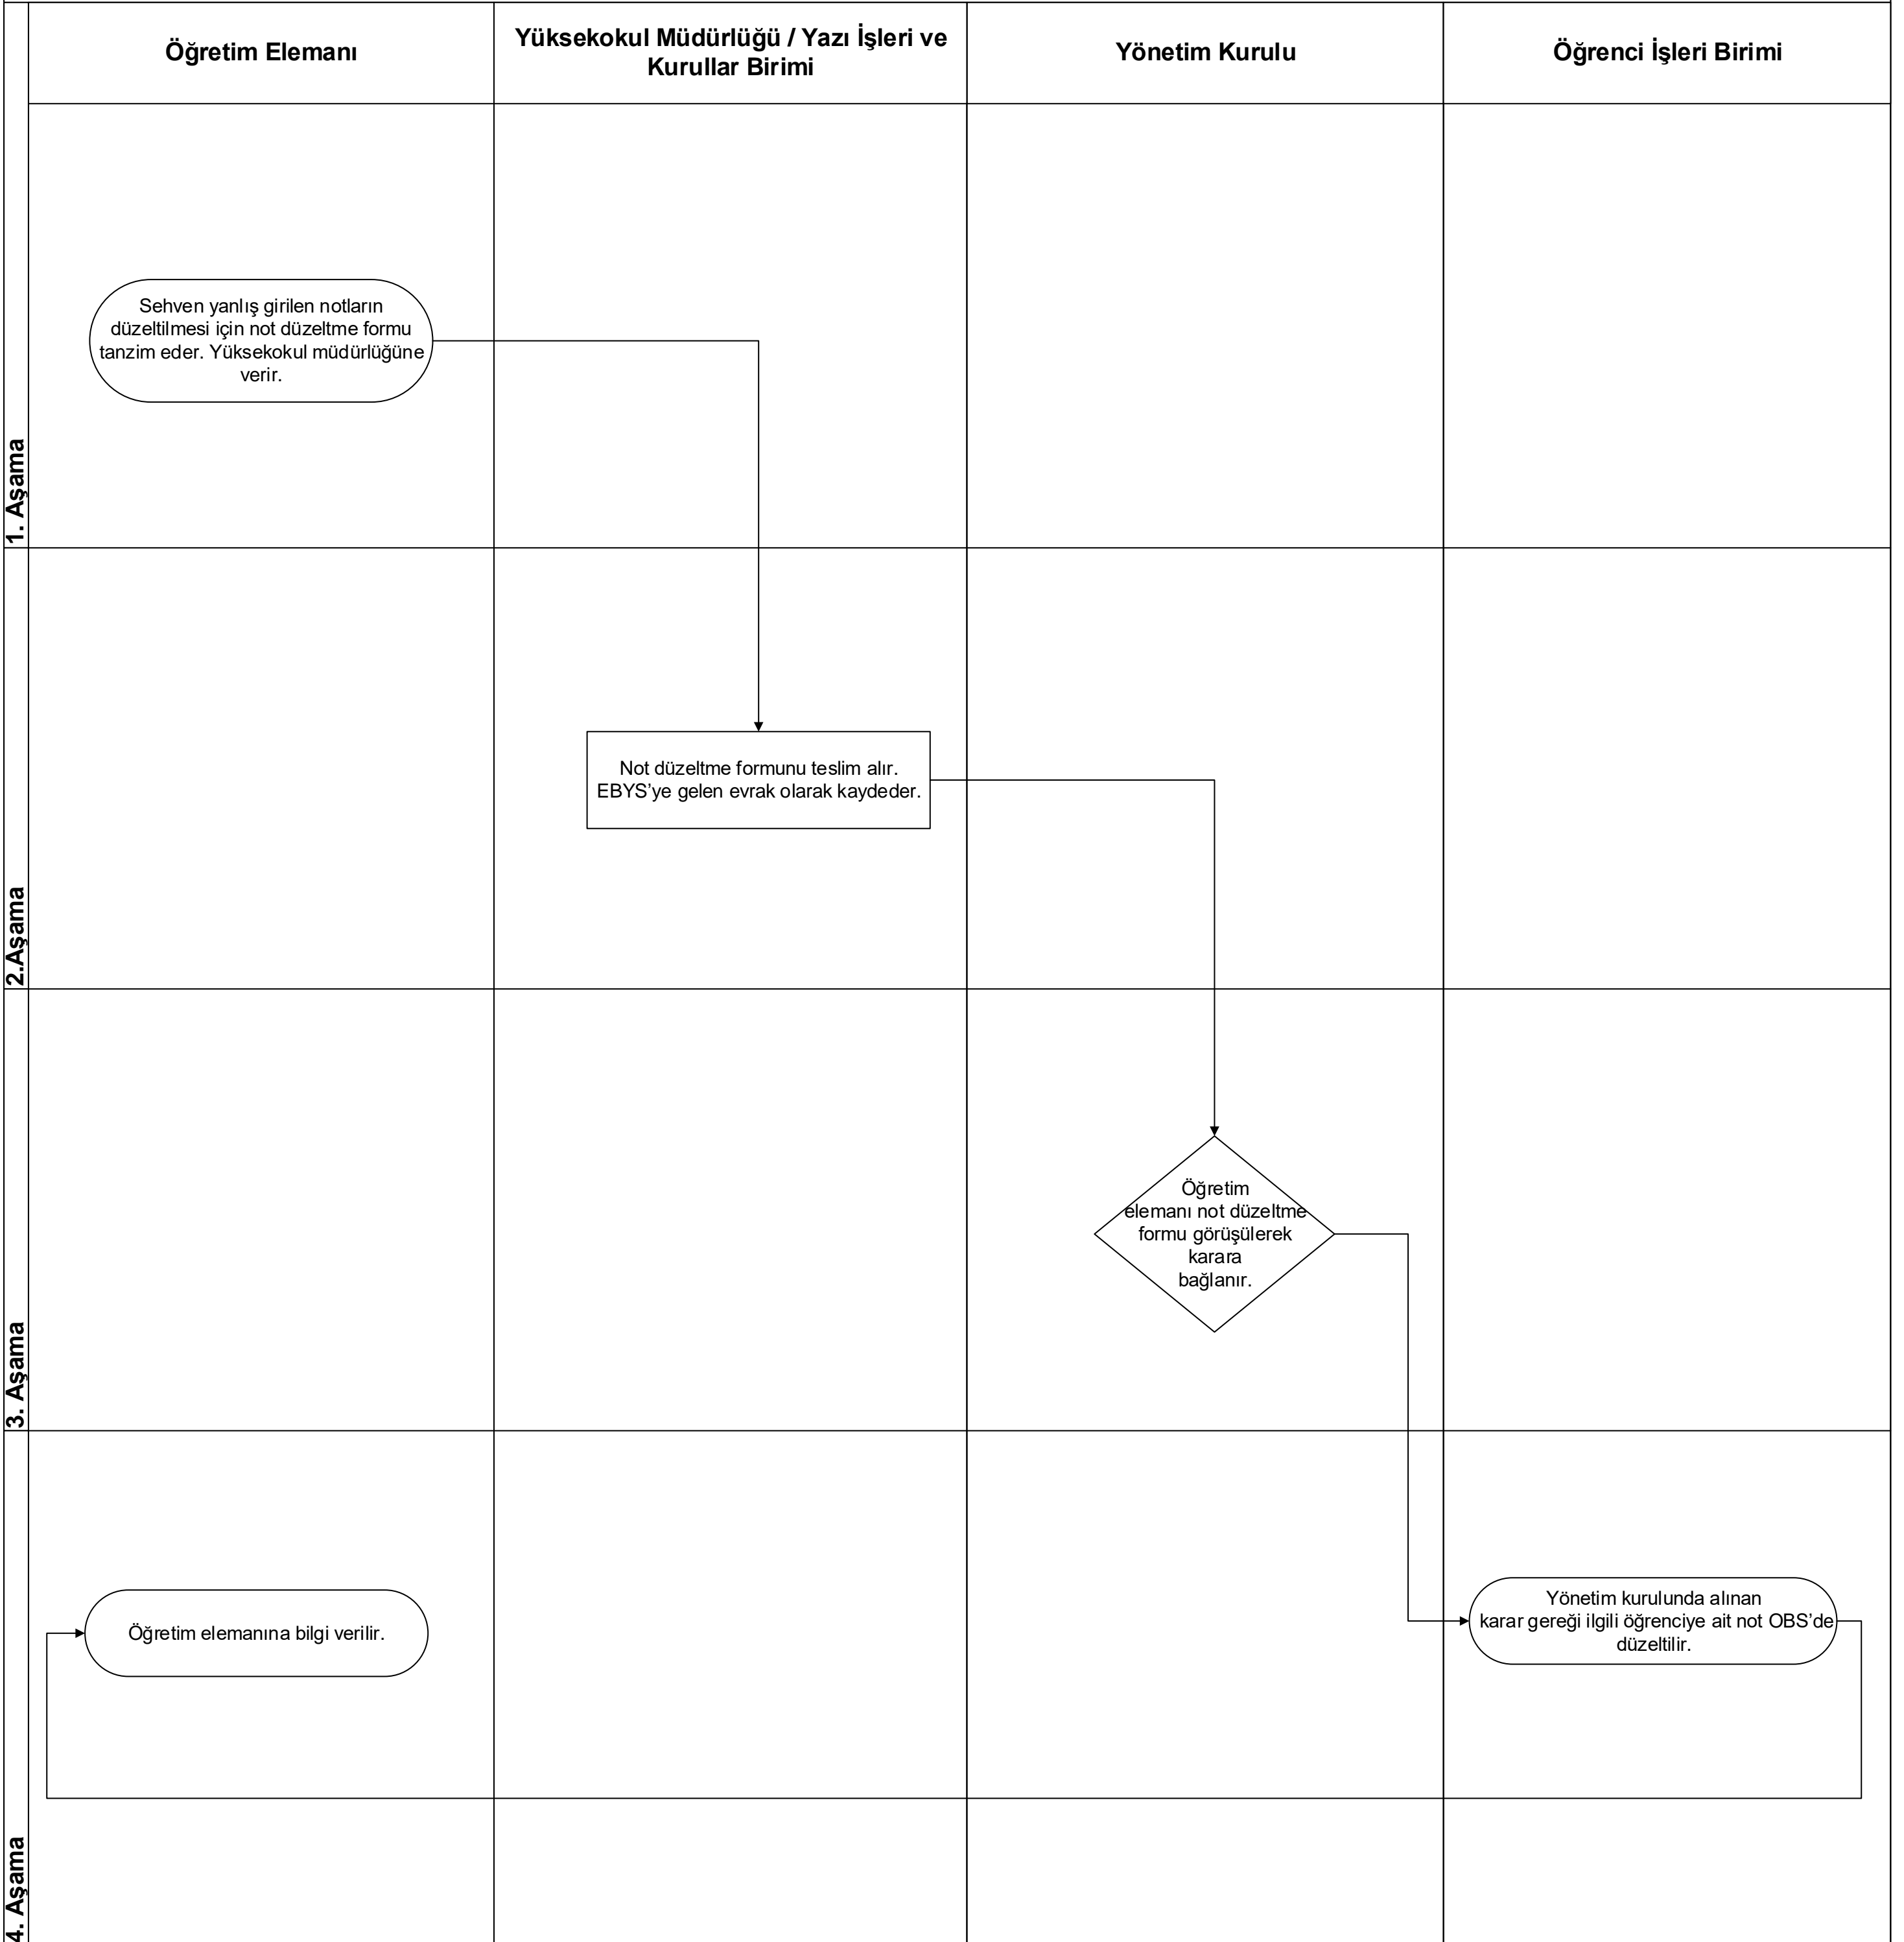 Öğretim Elemanı
Yüksekokul Müdürlüğü / Yazı İşleri ve
Kurullar Birimi
Yönetim Kurulu
Öğrenci İşleri Birimi
1. Aşama
Sehven yanlış girilen notların
düzeltilmesi için not düzeltme formu
tanzim eder. Yüksekokul müdürlüğüne
verir.
2.Aşama
Not düzeltme formunu teslim alır.
EBYS’ye gelen evrak olarak kaydeder.
3. Aşama
Öğretim
elemanı not düzeltme
formu görüşülerek
karara
bağlanır.
4. Aşama
Öğretim elemanına bilgi verilir.
Yönetim kurulunda alınan
karar gereği ilgili öğrenciye ait not OBS’de
düzeltilir.